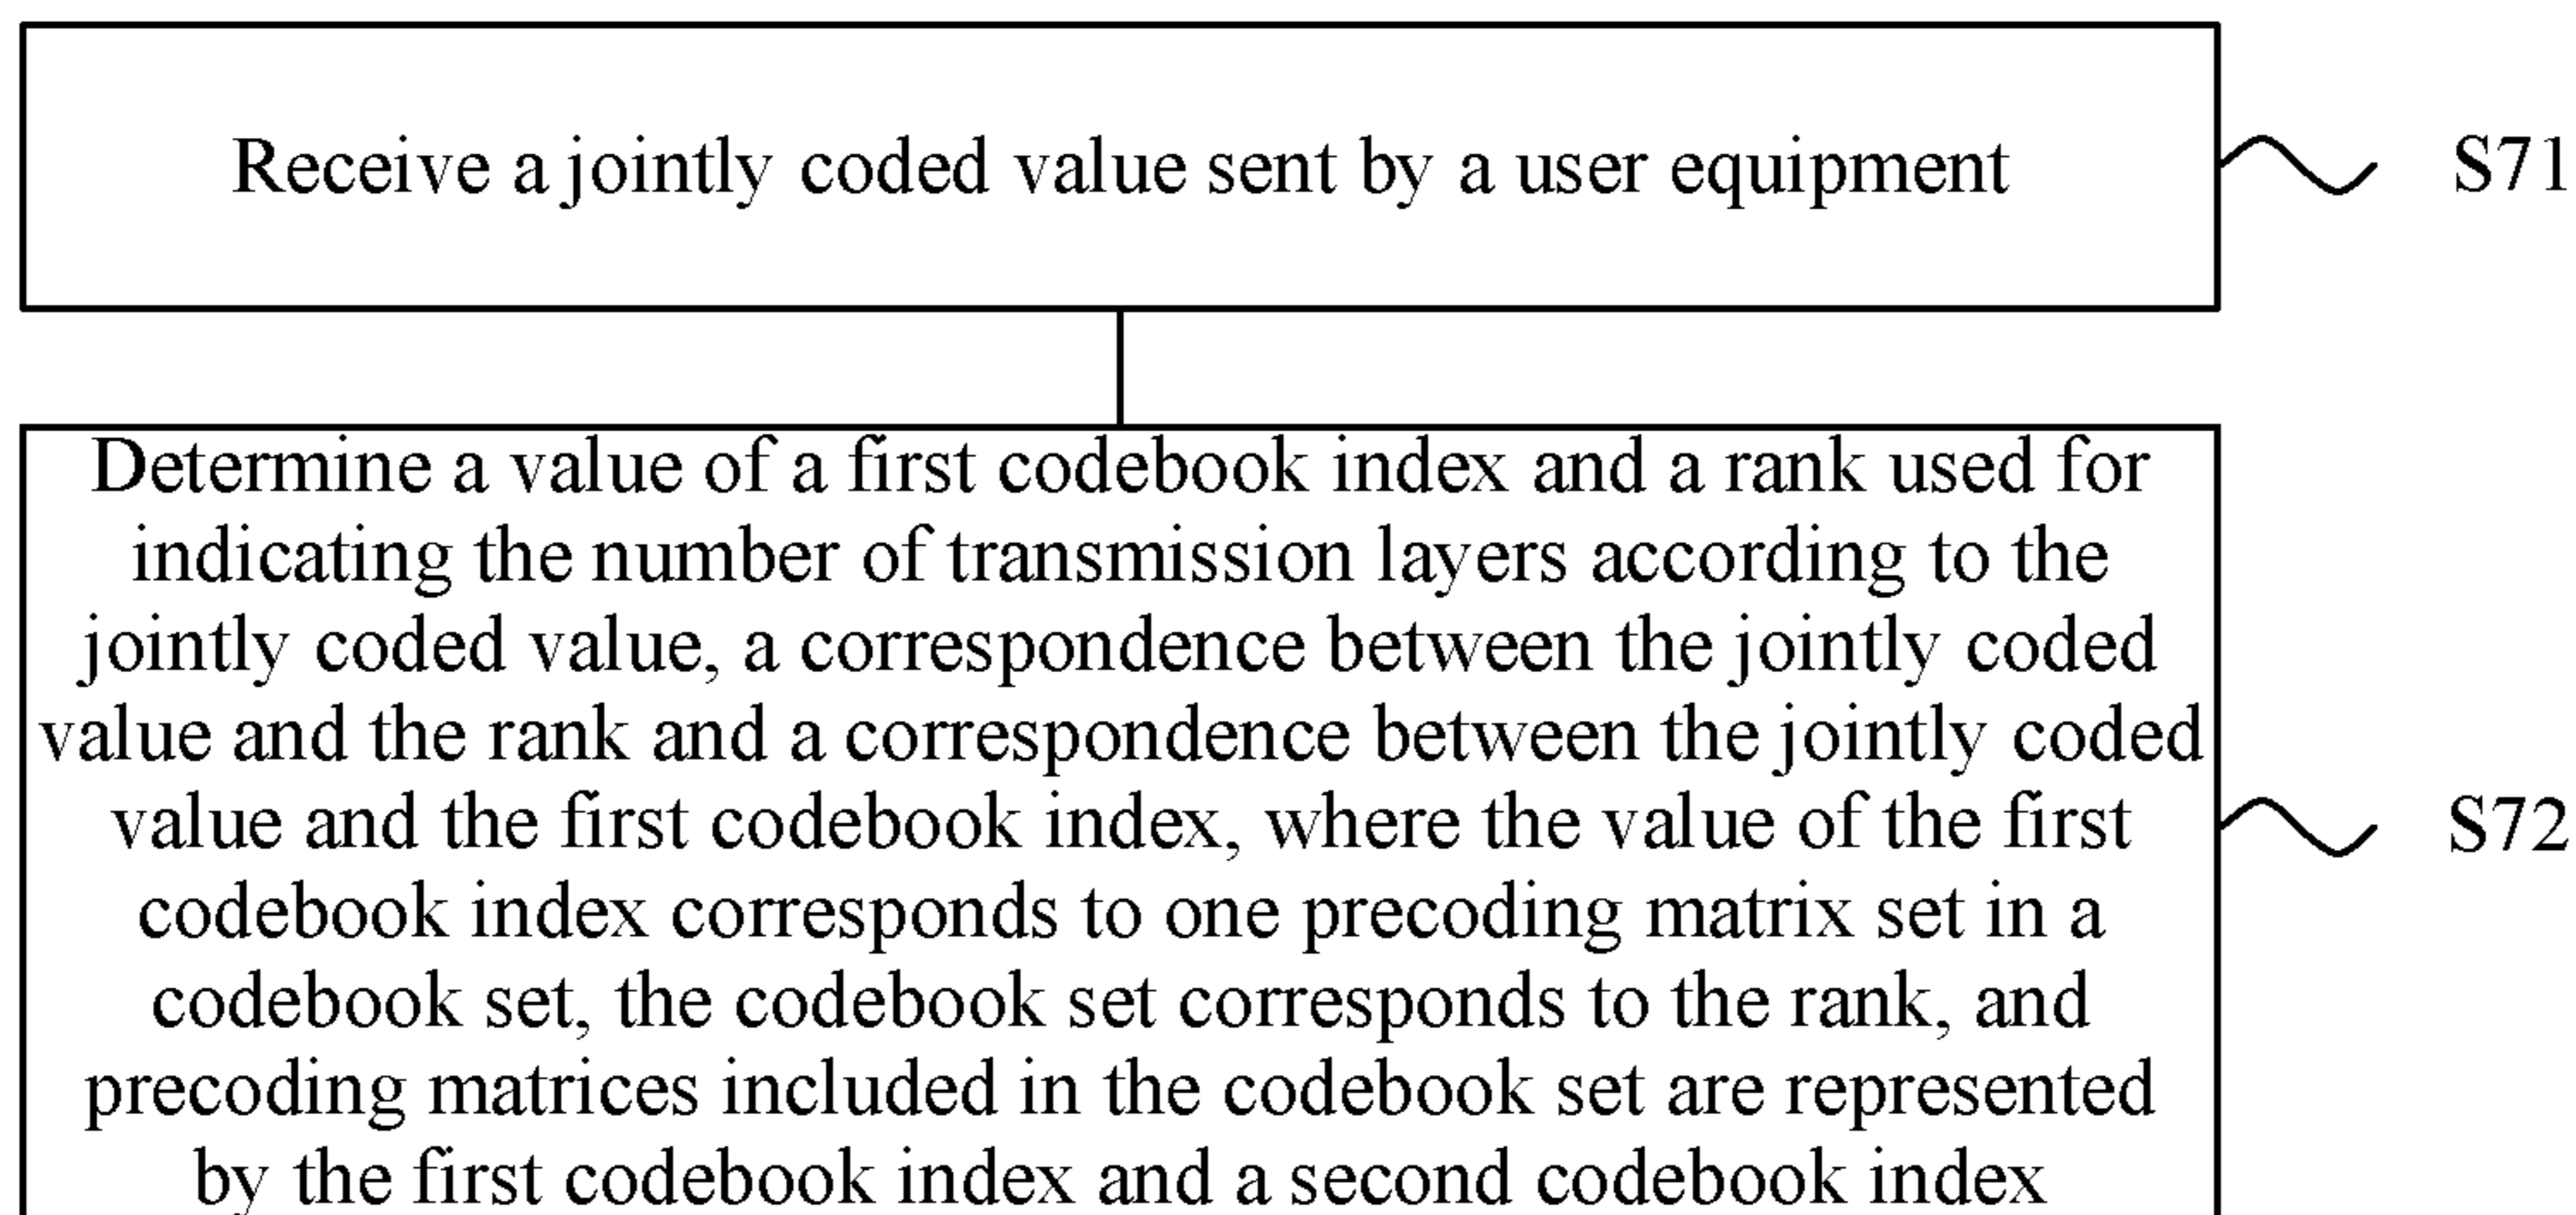 Receive a jointly coded value sent by a user equipment
S71
Determine a value of a first codebook index and a rank used for
indicating the number of transmission layers according to the
jointly coded value, a correspondence between the jointly coded
value and the rank and a correspondence between the jointly coded
value and the first codebook index, where the value of the first
codebook index corresponds to one precoding matrix set in a
codebook set, the codebook set corresponds to the rank, and
precoding matrices included in the codebook set are represented
by the first codebook index and a second codebook index
S72